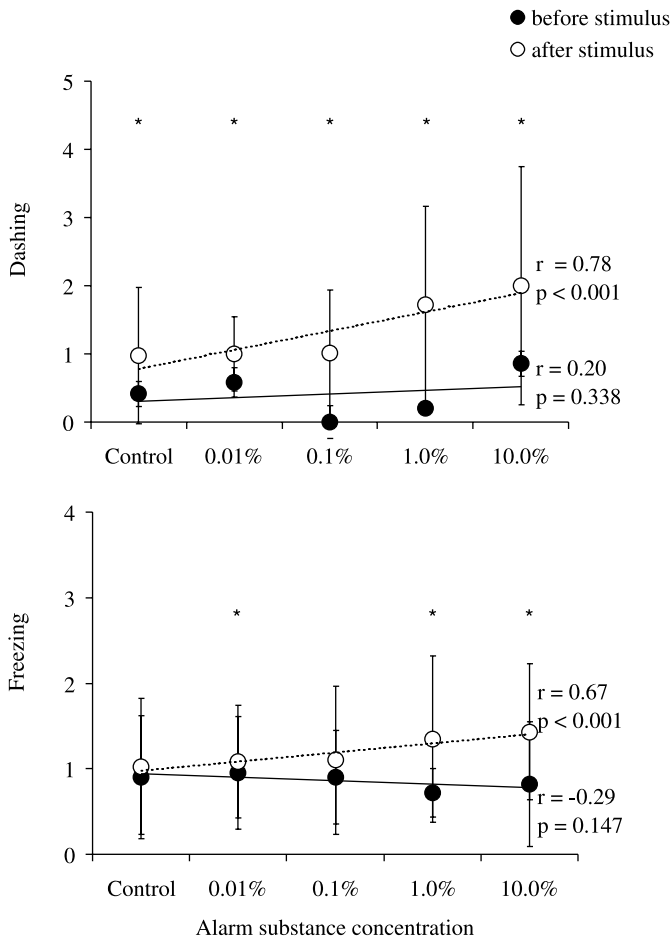 before stimulus
after stimulus
5
4
3
2
1
0
Dashing
* * * * *
r = 0.78
p < 0.001
r = 0.20
p = 0.338
Control 0.01% 0.1% 1.0% 10.0%
4
3
2
1
0
Freezing
* * *
r = 0.67
p < 0.001
r = -0.29
p = 0.147
Control 0.01% 0.1% 1.0% 10.0%
Alarm substance concentration